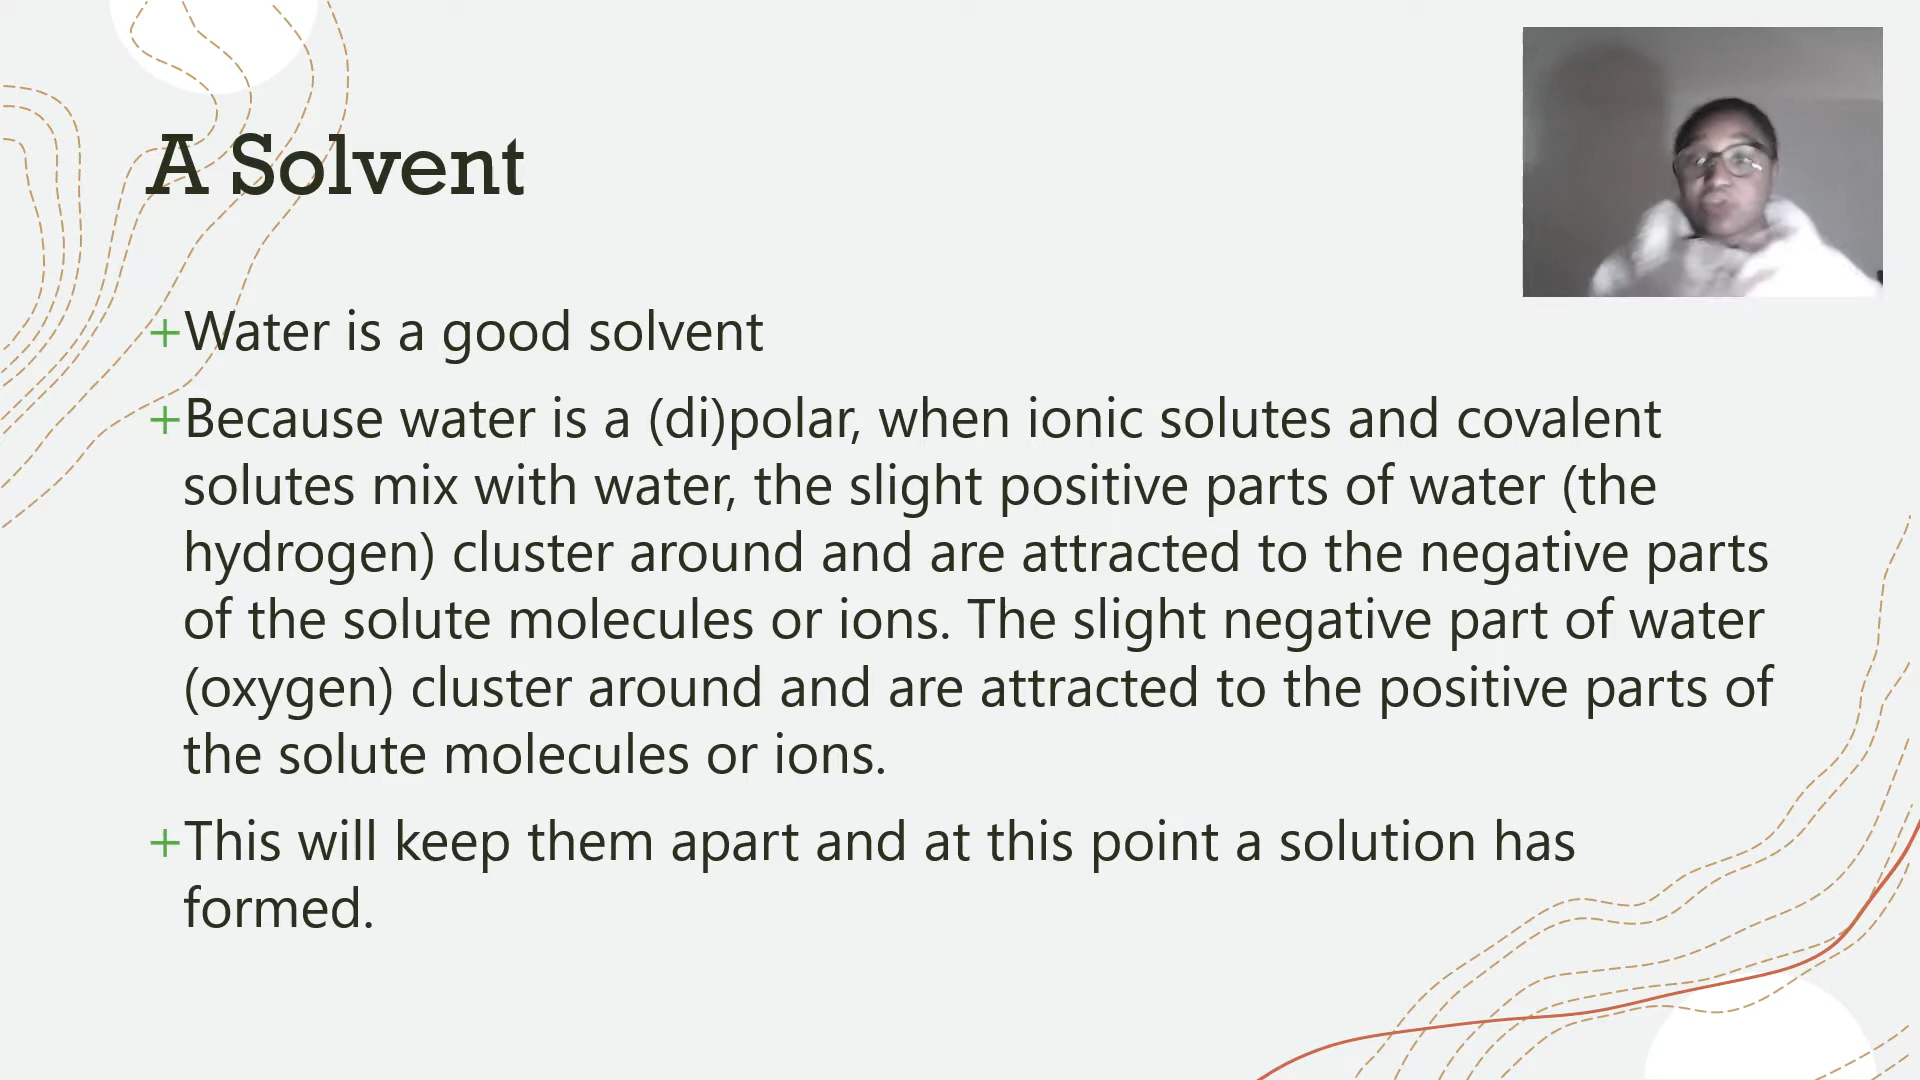 A Solvent
+Water is a good solvent
+Because water is a (di)polar, when ionic solutes and covalent
solutes mix with water, the slight positive parts of water (the
hydrogen) cluster around and are attracted to the negative parts
of the solute molecules or ions. The slight negative part of water
(oxygen) cluster around and are attracted to the positive parts of
the solute molecules or ions.
+This will keep them apart and at this point a solution has
formed.